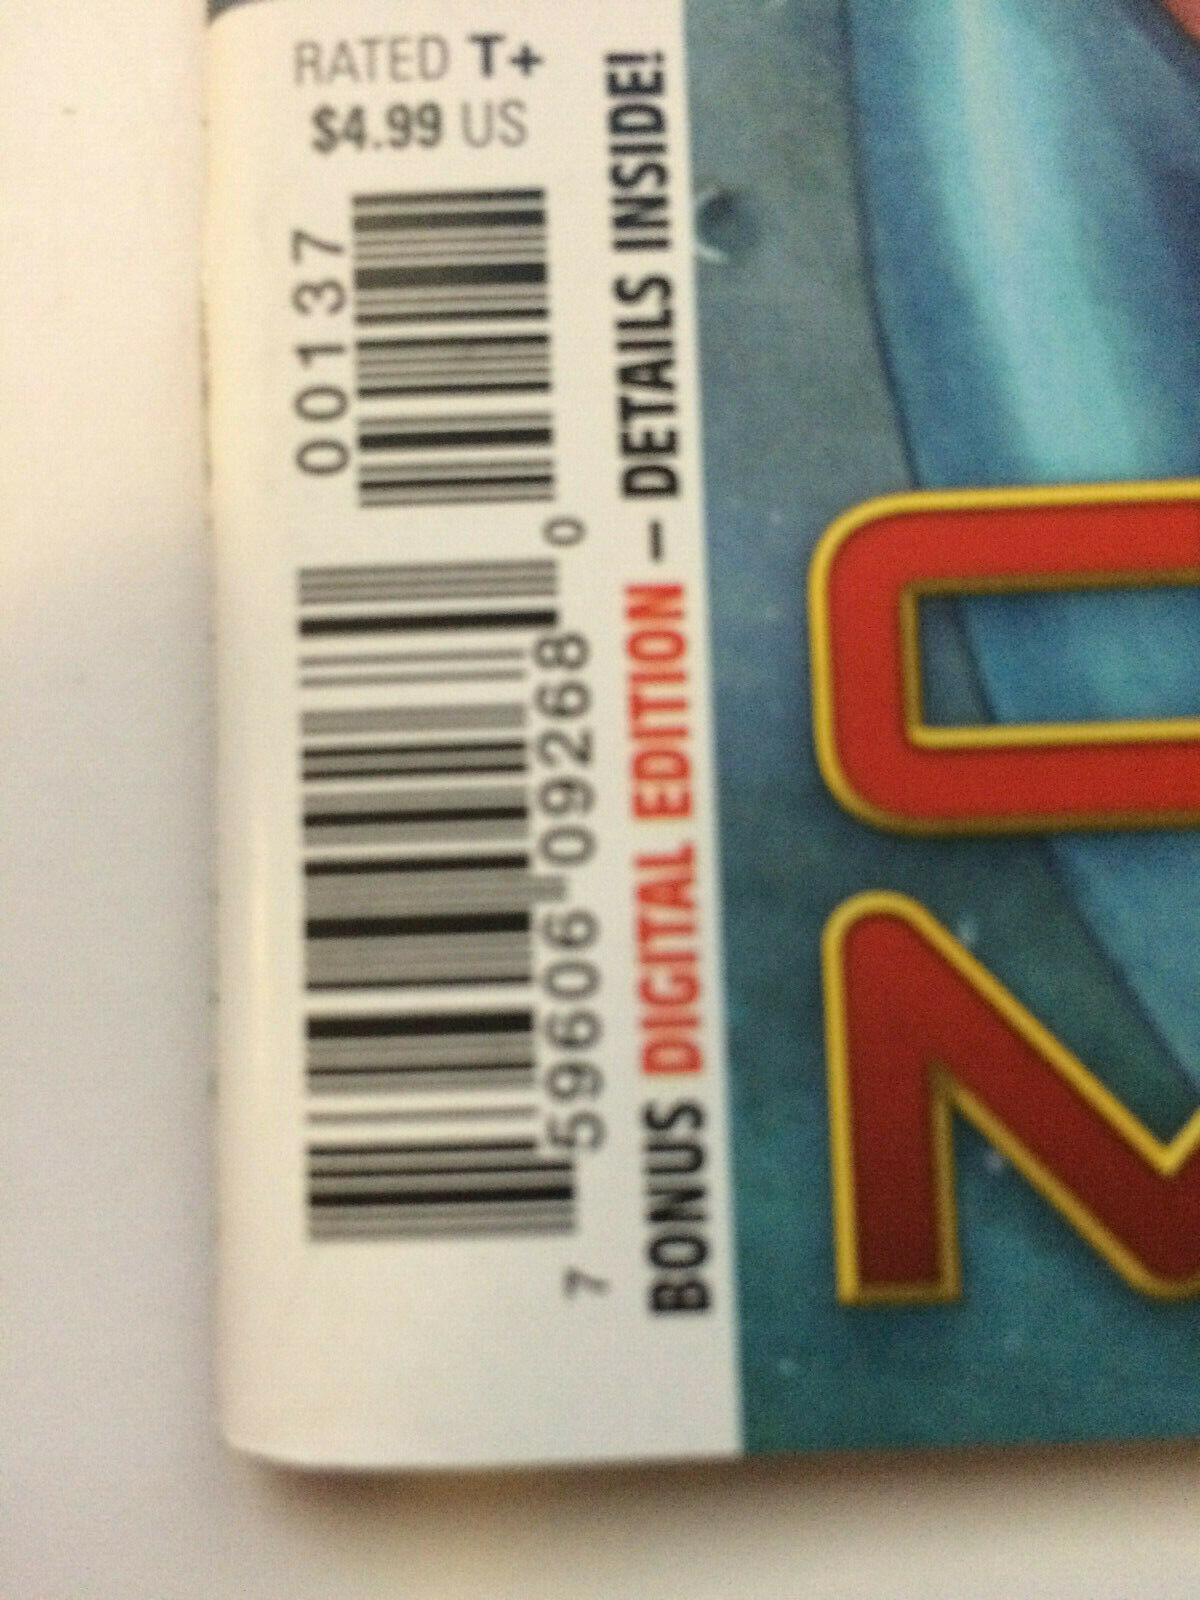 RATED T+
$4.99 US
00137
7 59606 09268 0
BONUS DIGITAL EDITION – DETAILS INSIDE!